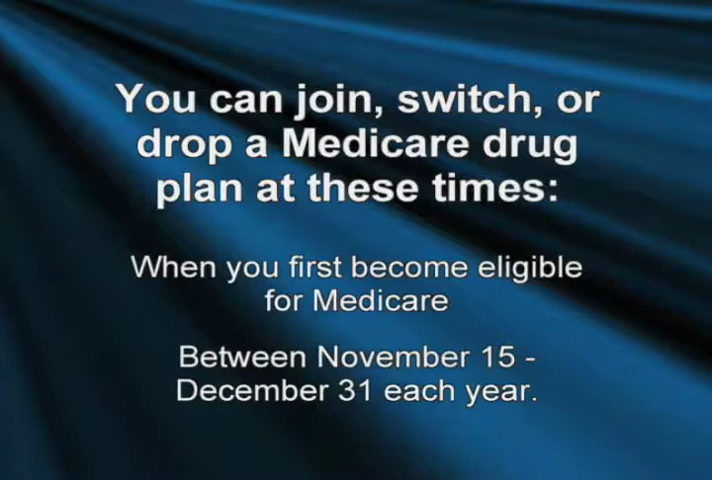 You can join, switch, or
drop a Medicare drug
plan at these times:
When you first become eligible
for Medicare
Between November 15 -
December 31 each year.